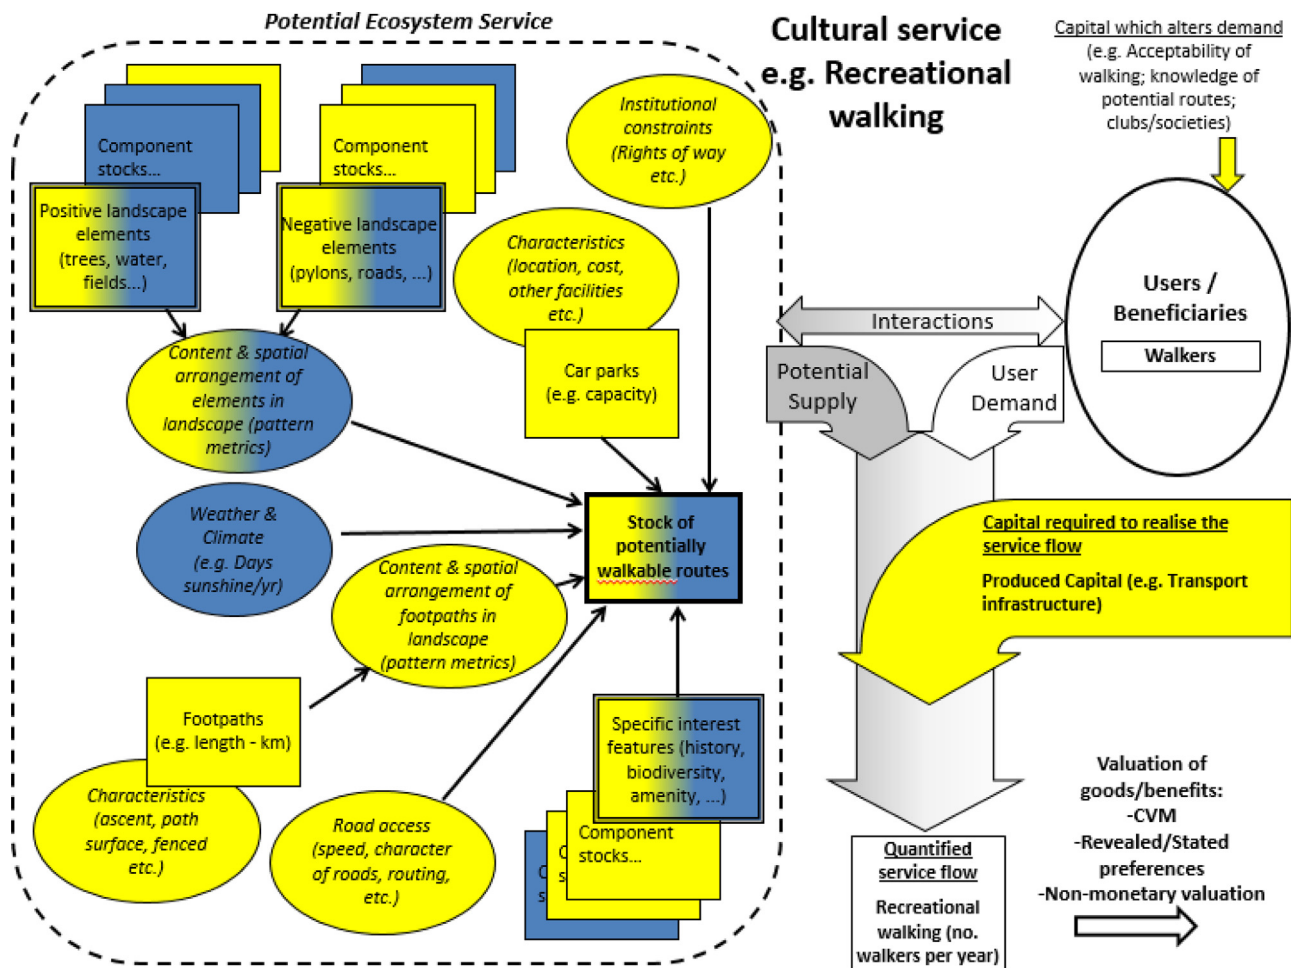 Potential Ecosystem Service
Cultural service
e.g. Recreational
walking
Capital which alters demand
(e.g. Acceptability of
walking; knowledge of
potential routes;
clubs/societies)
Component
stocks...
Positive landscape
elements
(trees, water,
fields...)
Component
stocks...
Negative landscape
elements
(pylons, roads, ...)
Institutional
constraints
(Rights of way
etc.)
Characteristics
(location, cost,
other facilities
etc.)
Car parks
(e.g. capacity)
Content & spatial
arrangement of
elements in
landscape (pattern
metrics)
Weather &
Climate
(e.g. Days
sunshine/yr)
Content & spatial
arrangement of
footpaths in
landscape
(pattern metrics)
Stock of
potentially
walkable routes
Footpaths
(e.g. length - km)
Characteristics
(ascent, path
surface, fenced
etc.)
Road access
(speed, character
of roads, routing,
etc.)
Specific interest
features (history,
biodiversity,
amenity, ...)
Component
stocks...
Interactions
Potential
Supply
User
Demand
Users /
Beneficiaries
Walkers
Capital required to realise the
service flow
Produced Capital (e.g. Transport
infrastructure)
Quantified
service flow
Recreational
walking (no.
walkers per year)
Valuation of
goods/benefits:
-CVM
-Revealed/Stated
preferences
-Non-monetary valuation